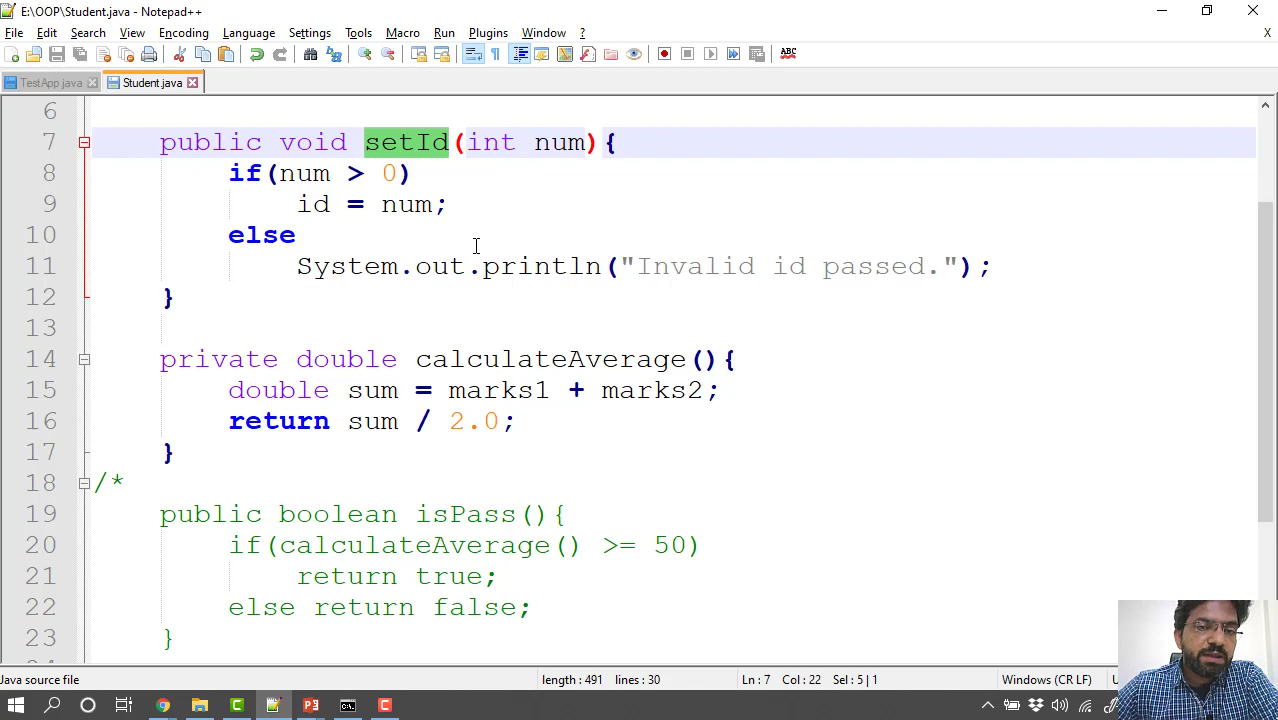 E:\OOP\Student.java - Notepad++
File Edit Search View Encoding Language Settings Tools Macro Run Plugins Window ? X
ABC
TestApp.java Student.java
6
7 public void setId(int num){
8 if(num > 0)
9 id = num;
10 else
11 System.out.println("Invalid id passed.");
12 }
13
14 private double calculateAverage(){
15 double sum = marks1 + marks2;
16 return sum / 2.0;
17 }
18 /*
19 public boolean isPass(){
20 if(calculateAverage() >= 50)
21 return true;
22 else return false;
23 }
Java source file length : 491 lines : 30 Ln : 7 Col : 22 Sel : 5 | 1 Windows (CR LF)